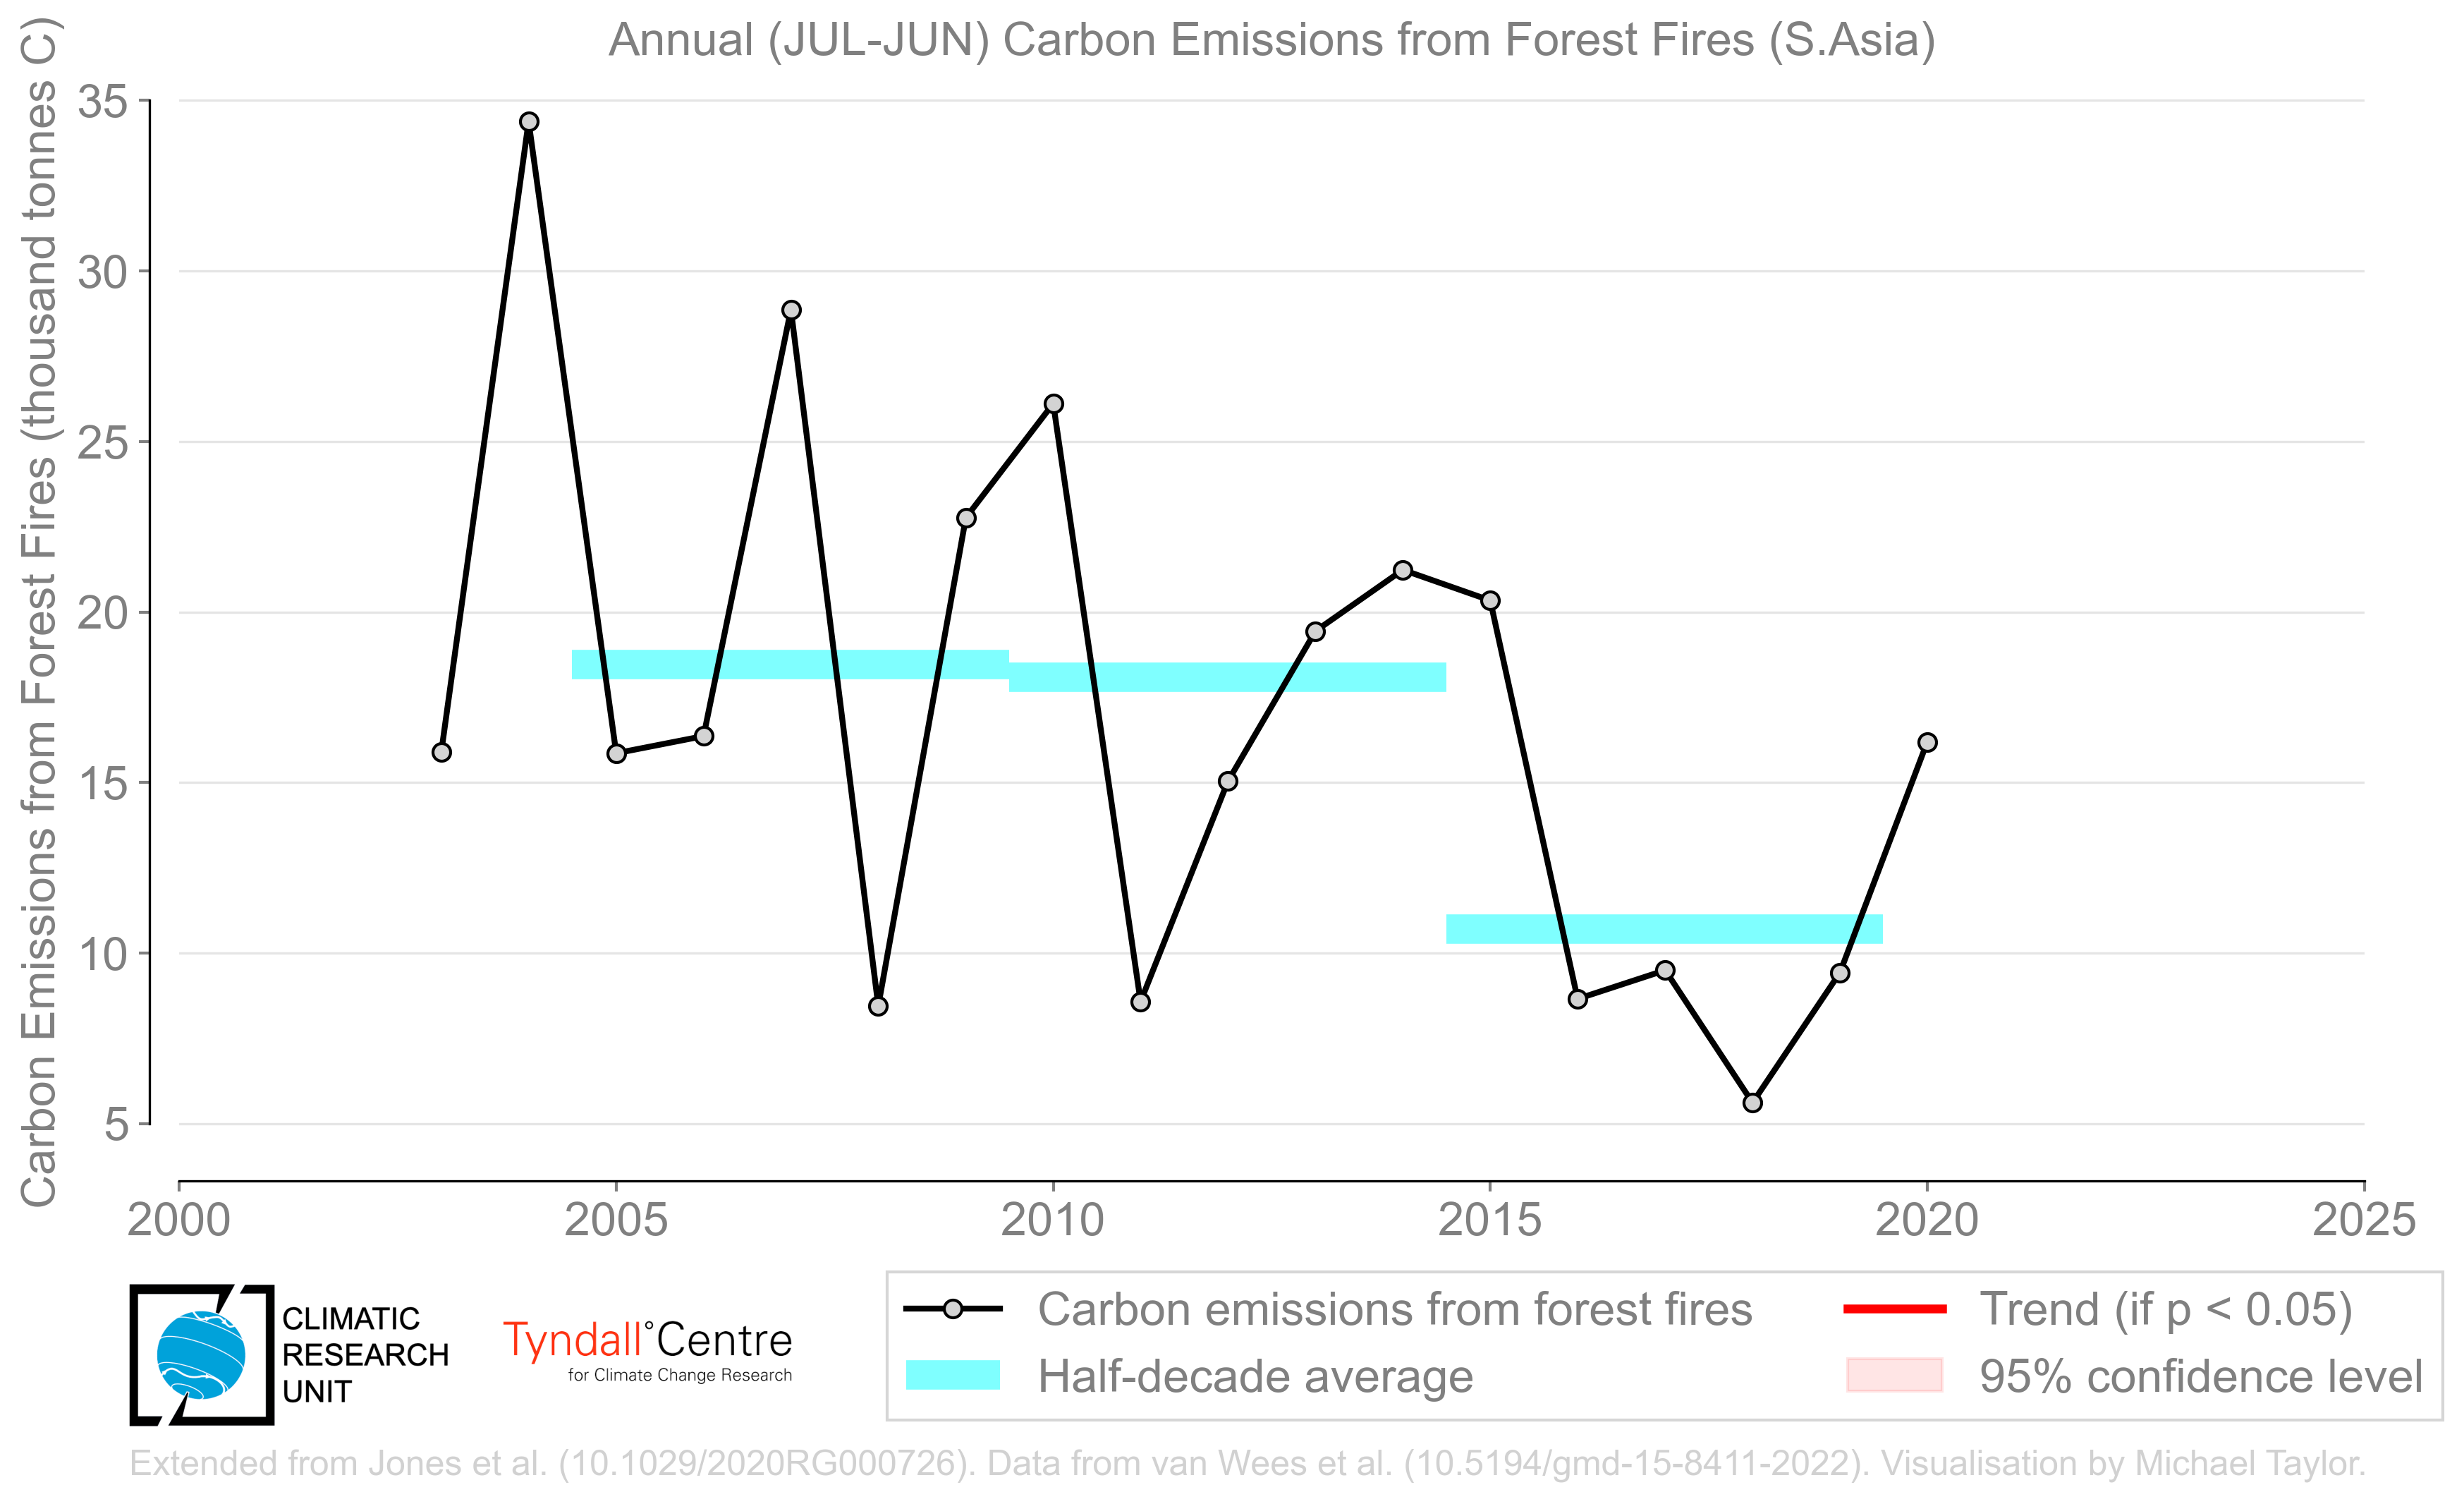 Annual (JUL-JUN) Carbon Emissions from Forest Fires (S.Asia)
Carbon Emissions from Forest Fires (thousand tonnes C)
35
30
25
20
15
10
5
2000 2005 2010 2015 2020 2025
CLIMATIC
RESEARCH
UNIT
Tyndall°Centre
for Climate Change Research
Carbon emissions from forest fires
Half-decade average
Trend (if p < 0.05)
95% confidence level
Extended from Jones et al. (10.1029/2020RG000726). Data from van Wees et al. (10.5194/gmd-15-8411-2022). Visualisation by Michael Taylor.